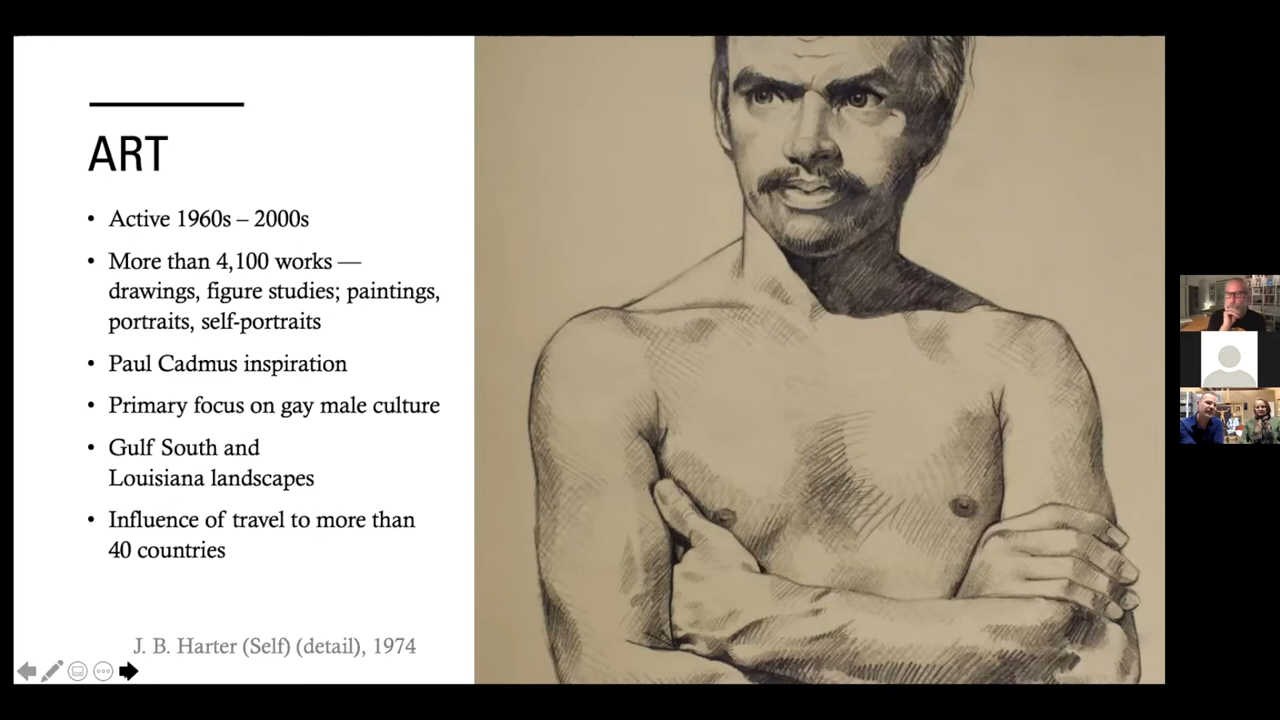 ART
• Active 1960s – 2000s
• More than 4,100 works —
drawings, figure studies; paintings,
portraits, self-portraits
• Paul Cadmus inspiration
• Primary focus on gay male culture
• Gulf South and
Louisiana landscapes
• Influence of travel to more than
40 countries
J. B. Harter (Self) (detail), 1974